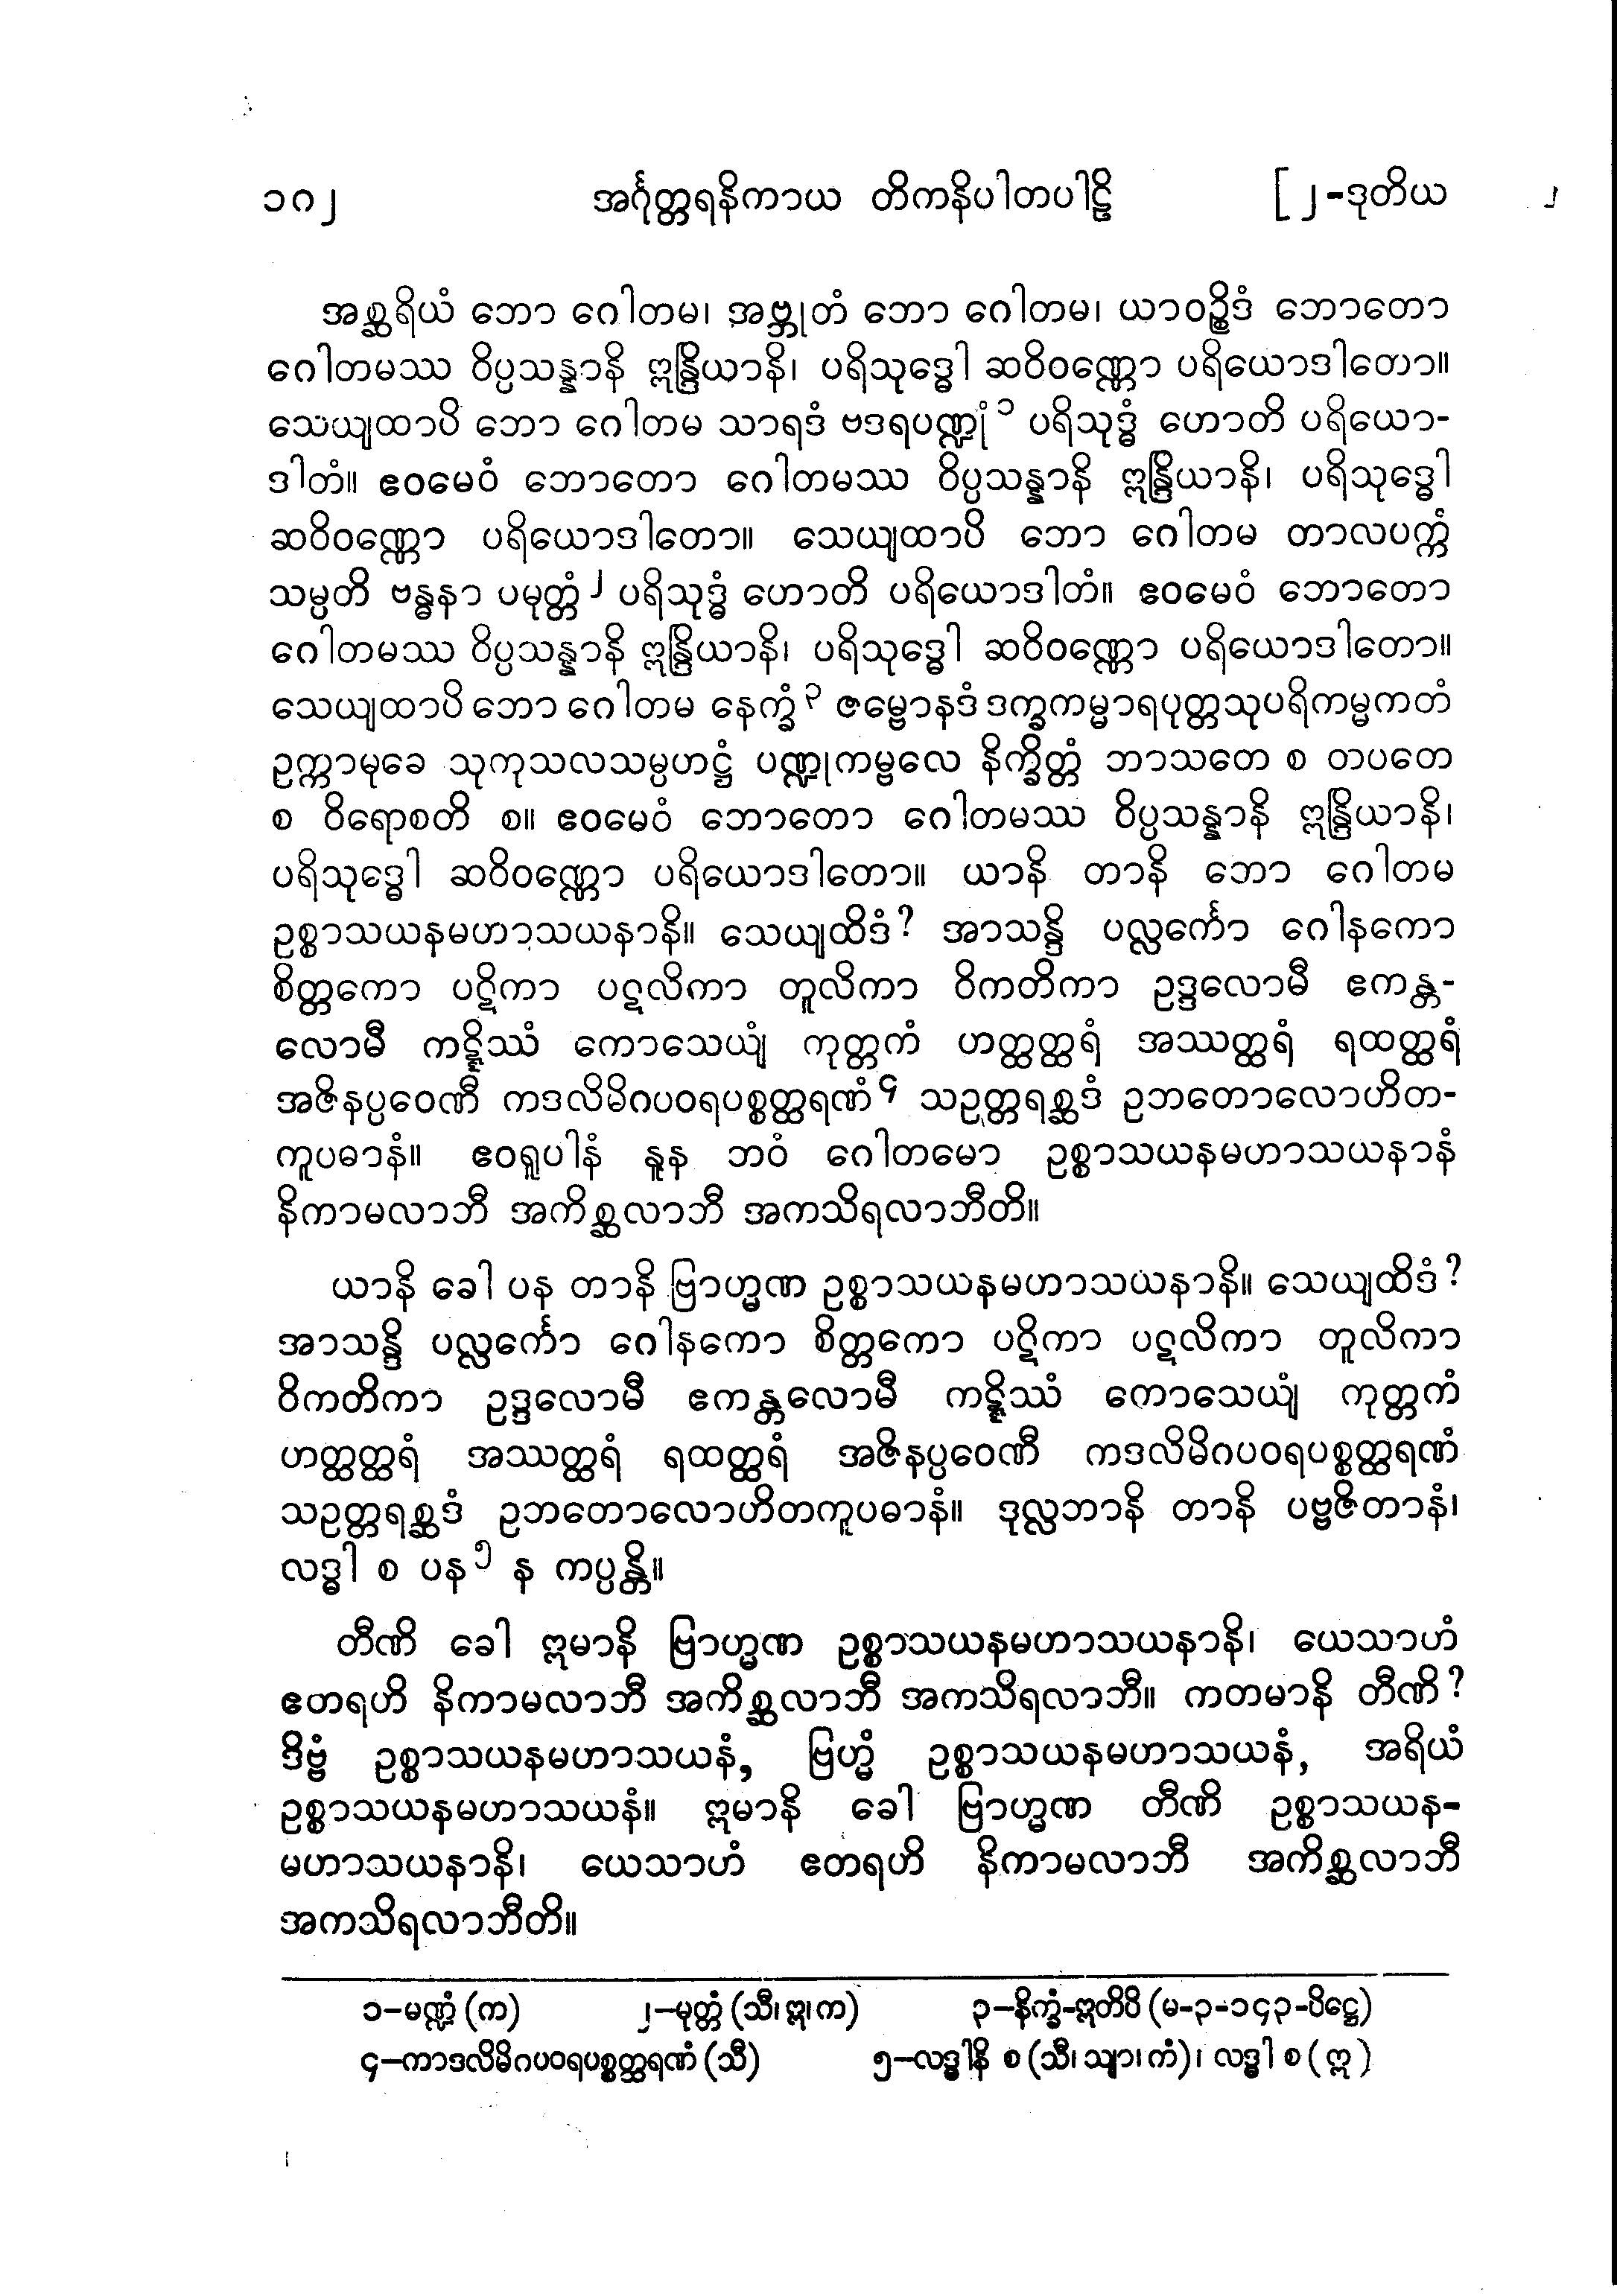 ၁၈၂ အင်္ဂုတ္တရနိကာယ တိကနိပါတပါဠိ [၂-ဒုတိယ
အစ္ဆရိယံ ဘော ဂေါတမ၊ အဗ္ဘုတံ ဘော ဂေါတမ၊ ယာဝဉ္စိဒံ ဘောတော
ဂေါတမဿ ဝိပ္ပသန္နာနိ ဣန္ဒြိယာနိ၊ ပရိသုဒ္ဓေါ ဆဝိဝဏ္ဏော ပရိယောဒါတော။
သေယျထာပိ ဘော ဂေါတမ သာရဒံ ဗဒရပဏ္ဍုံ ၁ ပရိသုဒ္ဓံ ဟောတိ ပရိယော-
ဒါတံ။ ဧဝမေဝံ ဘောတော ဂေါတမဿ ဝိပ္ပသန္နာနိ ဣန္ဒြိယာနိ၊ ပရိသုဒ္ဓေါ
ဆဝိဝဏ္ဏော ပရိယောဒါတော။ သေယျထာပိ ဘော ဂေါတမ တာလပက္ကံ
သမ္ပတိ ဗန္ဓနာ ပမုတ္တံ ၂ ပရိသုဒ္ဓံ ဟောတိ ပရိယောဒါတံ။ ဧဝမေဝံ ဘောတော
ဂေါတမဿ ဝိပ္ပသန္နာနိ ဣန္ဒြိယာနိ၊ ပရိသုဒ္ဓေါ ဆဝိဝဏ္ဏော ပရိယောဒါတော။
သေယျထာပိ ဘော ဂေါတမ နေက္ခံ ၃ ဇမ္ဗောနဒံ ဒက္ခကမ္မာရပုတ္တသုပရိကမ္မကတံ
ဥက္ကာမုခေ သုကုသလသမ္ပဟဋ္ဌံ ပဏ္ဍုကမ္ဗလေ နိက္ခိတ္တံ ဘာသတေ စ တပတေ
စ ဝိရောစတိ စ။ ဧဝမေဝံ ဘောတော ဂေါတမဿ ဝိပ္ပသန္နာနိ ဣန္ဒြိယာနိ၊
ပရိသုဒ္ဓေါ ဆဝိဝဏ္ဏော ပရိယောဒါတော။ ယာနိ တာနိ ဘော ဂေါတမ
ဥစ္စာသယနမဟာသယနာနိ။ သေယျထိဒံ? အာသန္ဒိ ပလ္လင်္ကော ဂေါနကော
စိတ္တကော ပဋိကာ ပဋလိကာ တူလိကာ ဝိကတိကာ ဥဒ္ဒလောမီ ဧကန္တ-
လောမီ ကဋ္ဋိဿံ ကောသေယျံ ကုတ္တကံ ဟတ္ထတ္ထရံ အဿတ္ထရံ ရထတ္ထရံ
အဇိနပ္ပဝေဏီ ကဒလိမိဂပဝရပစ္စတ္ထရဏံ ၄ သဥတ္တရစ္ဆဒံ ဥဘတောလောဟိတ-
ကူပဓာနံ။ ဧဝရူပါနံ နူန ဘဝံ ဂေါတမော ဥစ္စာသယနမဟာသယနာနံ
နိကာမလာဘီ အကိစ္ဆလာဘီ အကသိရလာဘီတိ။
ယာနိ ခေါ ပန တာနိ ဗြာဟ္မဏ ဥစ္စာသယနမဟာသယနာနိ။ သေယျထိဒံ?
အာသန္ဒိ ပလ္လင်္ကော ဂေါနကော စိတ္တကော ပဋိကာ ပဋလိကာ တူလိကာ
ဝိကတိကာ ဥဒ္ဒလောမီ ဧကန္တလောမီ ကဋ္ဋိဿံ ကောသေယျံ ကုတ္တကံ
ဟတ္ထတ္ထရံ အဿတ္ထရံ ရထတ္ထရံ အဇိနပ္ပဝေဏီ ကဒလိမိဂပဝရပစ္စတ္ထရဏံ
သဥတ္တရစ္ဆဒံ ဥဘတောလောဟိတကူပဓာနံ။ ဒုလ္လဘာနိ တာနိ ပဗ္ဗဇိတာနံ၊
လဒ္ဓါ စ ပန ၅ န ကပ္ပန္တိ။
တီဏိ ခေါ ဣမာနိ ဗြာဟ္မဏ ဥစ္စာသယနမဟာသယနာနိ၊ ယေသာဟံ
ဧတရဟိ နိကာမလာဘီ အကိစ္ဆလာဘီ အကသိရလာဘီ။ ကတမာနိ တီဏိ?
ဒိဗ္ဗံ ဥစ္စာသယနမဟာသယနံ, ဗြဟ္မံ ဥစ္စာသယနမဟာသယနံ, အရိယံ
ဥစ္စာသယနမဟာသယနံ။ ဣမာနိ ခေါ ဗြာဟ္မဏ တီဏိ ဥစ္စာသယန-
မဟာသယနာနိ၊ ယေသာဟံ ဧတရဟိ နိကာမလာဘီ အကိစ္ဆလာဘီ
အကသိရလာဘီတိ။
၁-မဏ္ဍံ (က) ၂-မုတ္တံ (သီ၊ ဣ၊ က) ၃-နိက္ခံ-ဣတိပိ (မ-၃-၁၄၃-ပိဋ္ဌေ)
၄-ကာဒလိမိဂပဝရပစ္စတ္ထရဏံ (သီ) ၅-လဒ္ဓါနိ စ (သီ၊ သျာ၊ ကံ)၊ လဒ္ဓါ စ (ဣ)